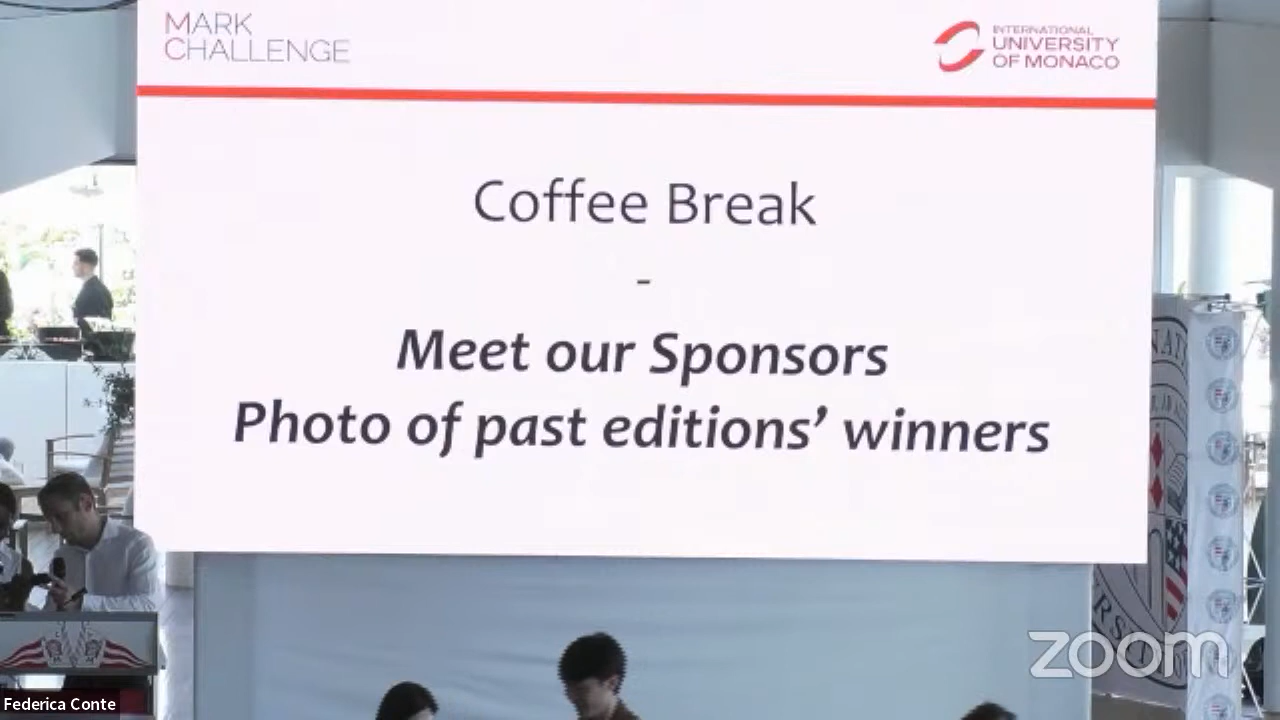 MARK
CHALLENGE
INTERNATIONAL
UNIVERSITY
OF MONACO
Coffee Break
-
Meet our Sponsors
Photo of past editions' winners
zoom
Federica Conte